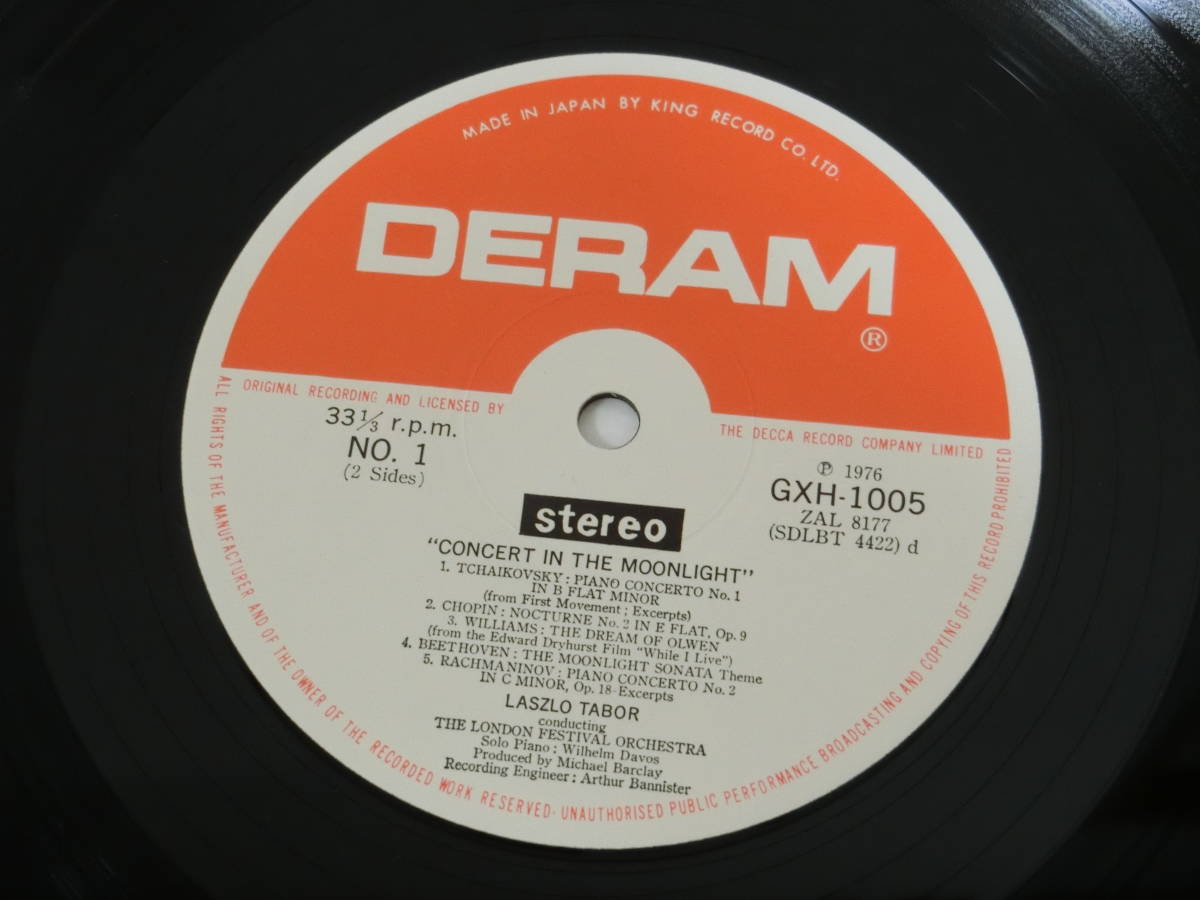 MADE IN JAPAN BY KING RECORD CO. LTD.
DERAM
®
ORIGINAL RECORDING AND LICENSED BY
THE DECCA RECORD COMPANY LIMITED
33 1/3 r.p.m.
NO. 1
(2 Sides)
℗ 1976
GXH-1005
ZAL 8177
(SDLBT 4422) d
stereo
"CONCERT IN THE MOONLIGHT"
1. TCHAIKOVSKY : PIANO CONCERTO No. 1
IN B FLAT MINOR
(from First Movement ; Excerpts)
2. CHOPIN : NOCTURNE No. 2 IN E FLAT, Op. 9
3. WILLIAMS : THE DREAM OF OLWEN
(from the Edward Dryhurst Film "While I Live")
4. BEETHOVEN : THE MOONLIGHT SONATA Theme
5. RACHMANINOV : PIANO CONCERTO No. 2
IN C MINOR, Op. 18-Excerpts
LASZLO TABOR
conducting
THE LONDON FESTIVAL ORCHESTRA
Solo Piano : Wilhelm Davos
Produced by Michael Barclay
Recording Engineer : Arthur Bannister
ALL RIGHTS OF THE MANUFACTURER AND OF THE OWNER OF THE RECORDED WORK RESERVED· UNAUTHORISED PUBLIC PERFORMANCE BROADCASTING AND COPYING OF THIS RECORD PROHIBITED